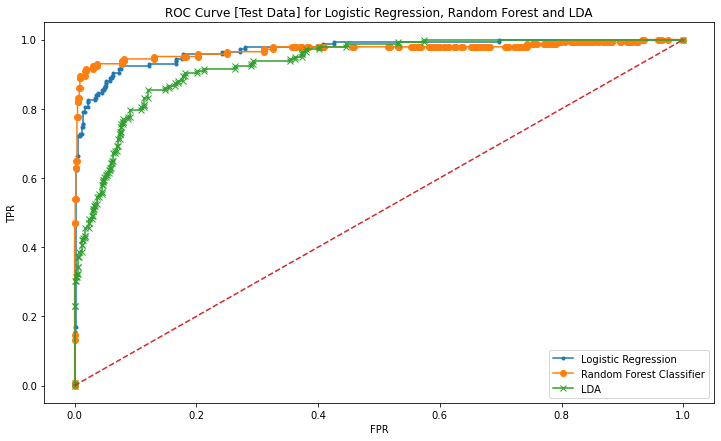 ROC Curve [Test Data] for Logistic Regression, Random Forest and LDA
1.0
0.8
0.6
TPR
0.4
0.2
0.0
Logistic Regression
Random Forest Classifier
LDA
0.0 0.2 0.4 0.6 0.8 1.0
FPR